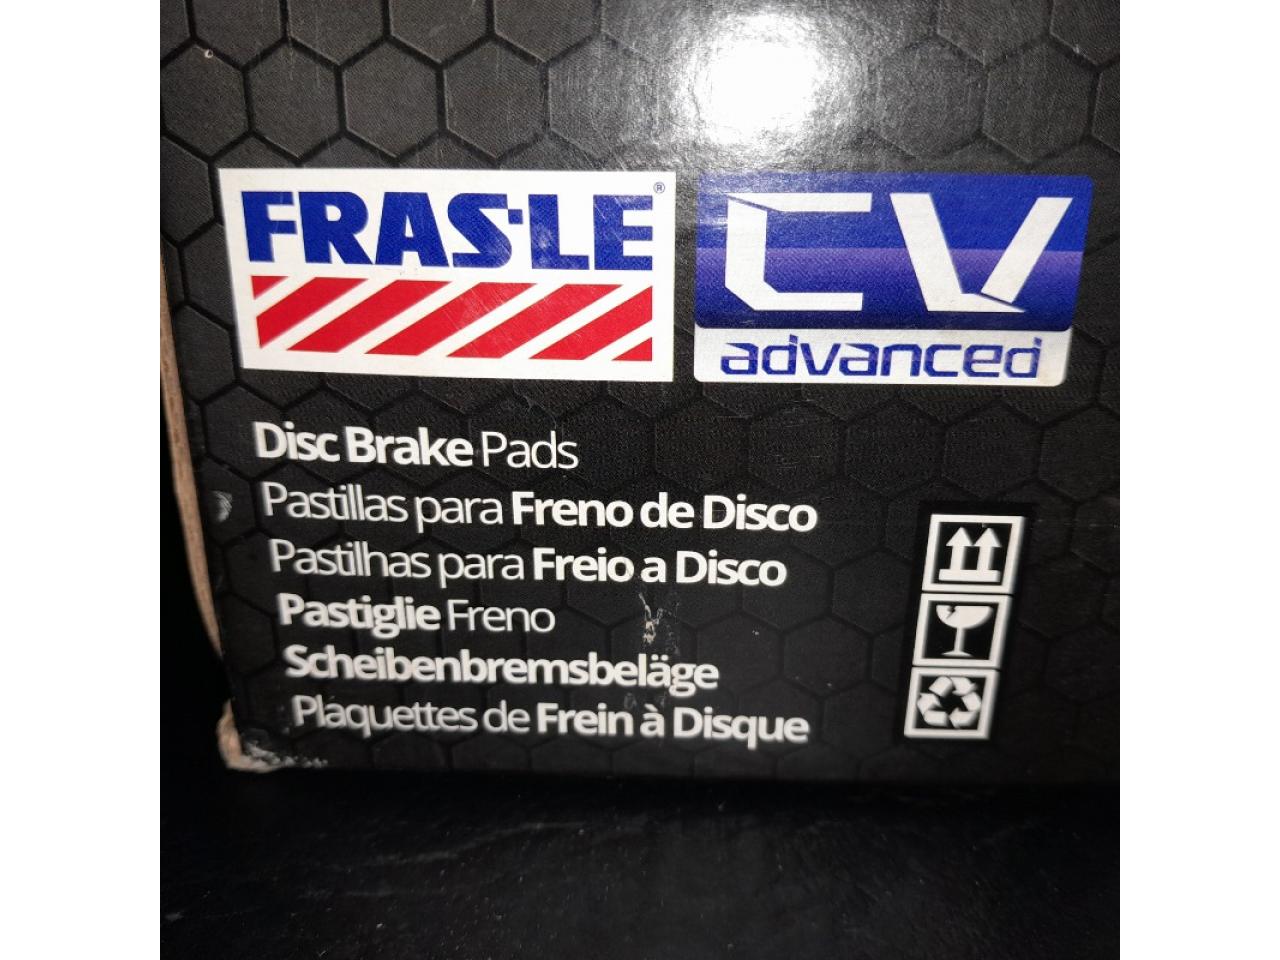 FRAS-LE ®
CV
advanced
Disc Brake Pads
Pastillas para Freno de Disco
Pastilhas para Freio a Disco
Pastiglie Freno
Scheibenbremsbeläge
Plaquettes de Frein à Disque